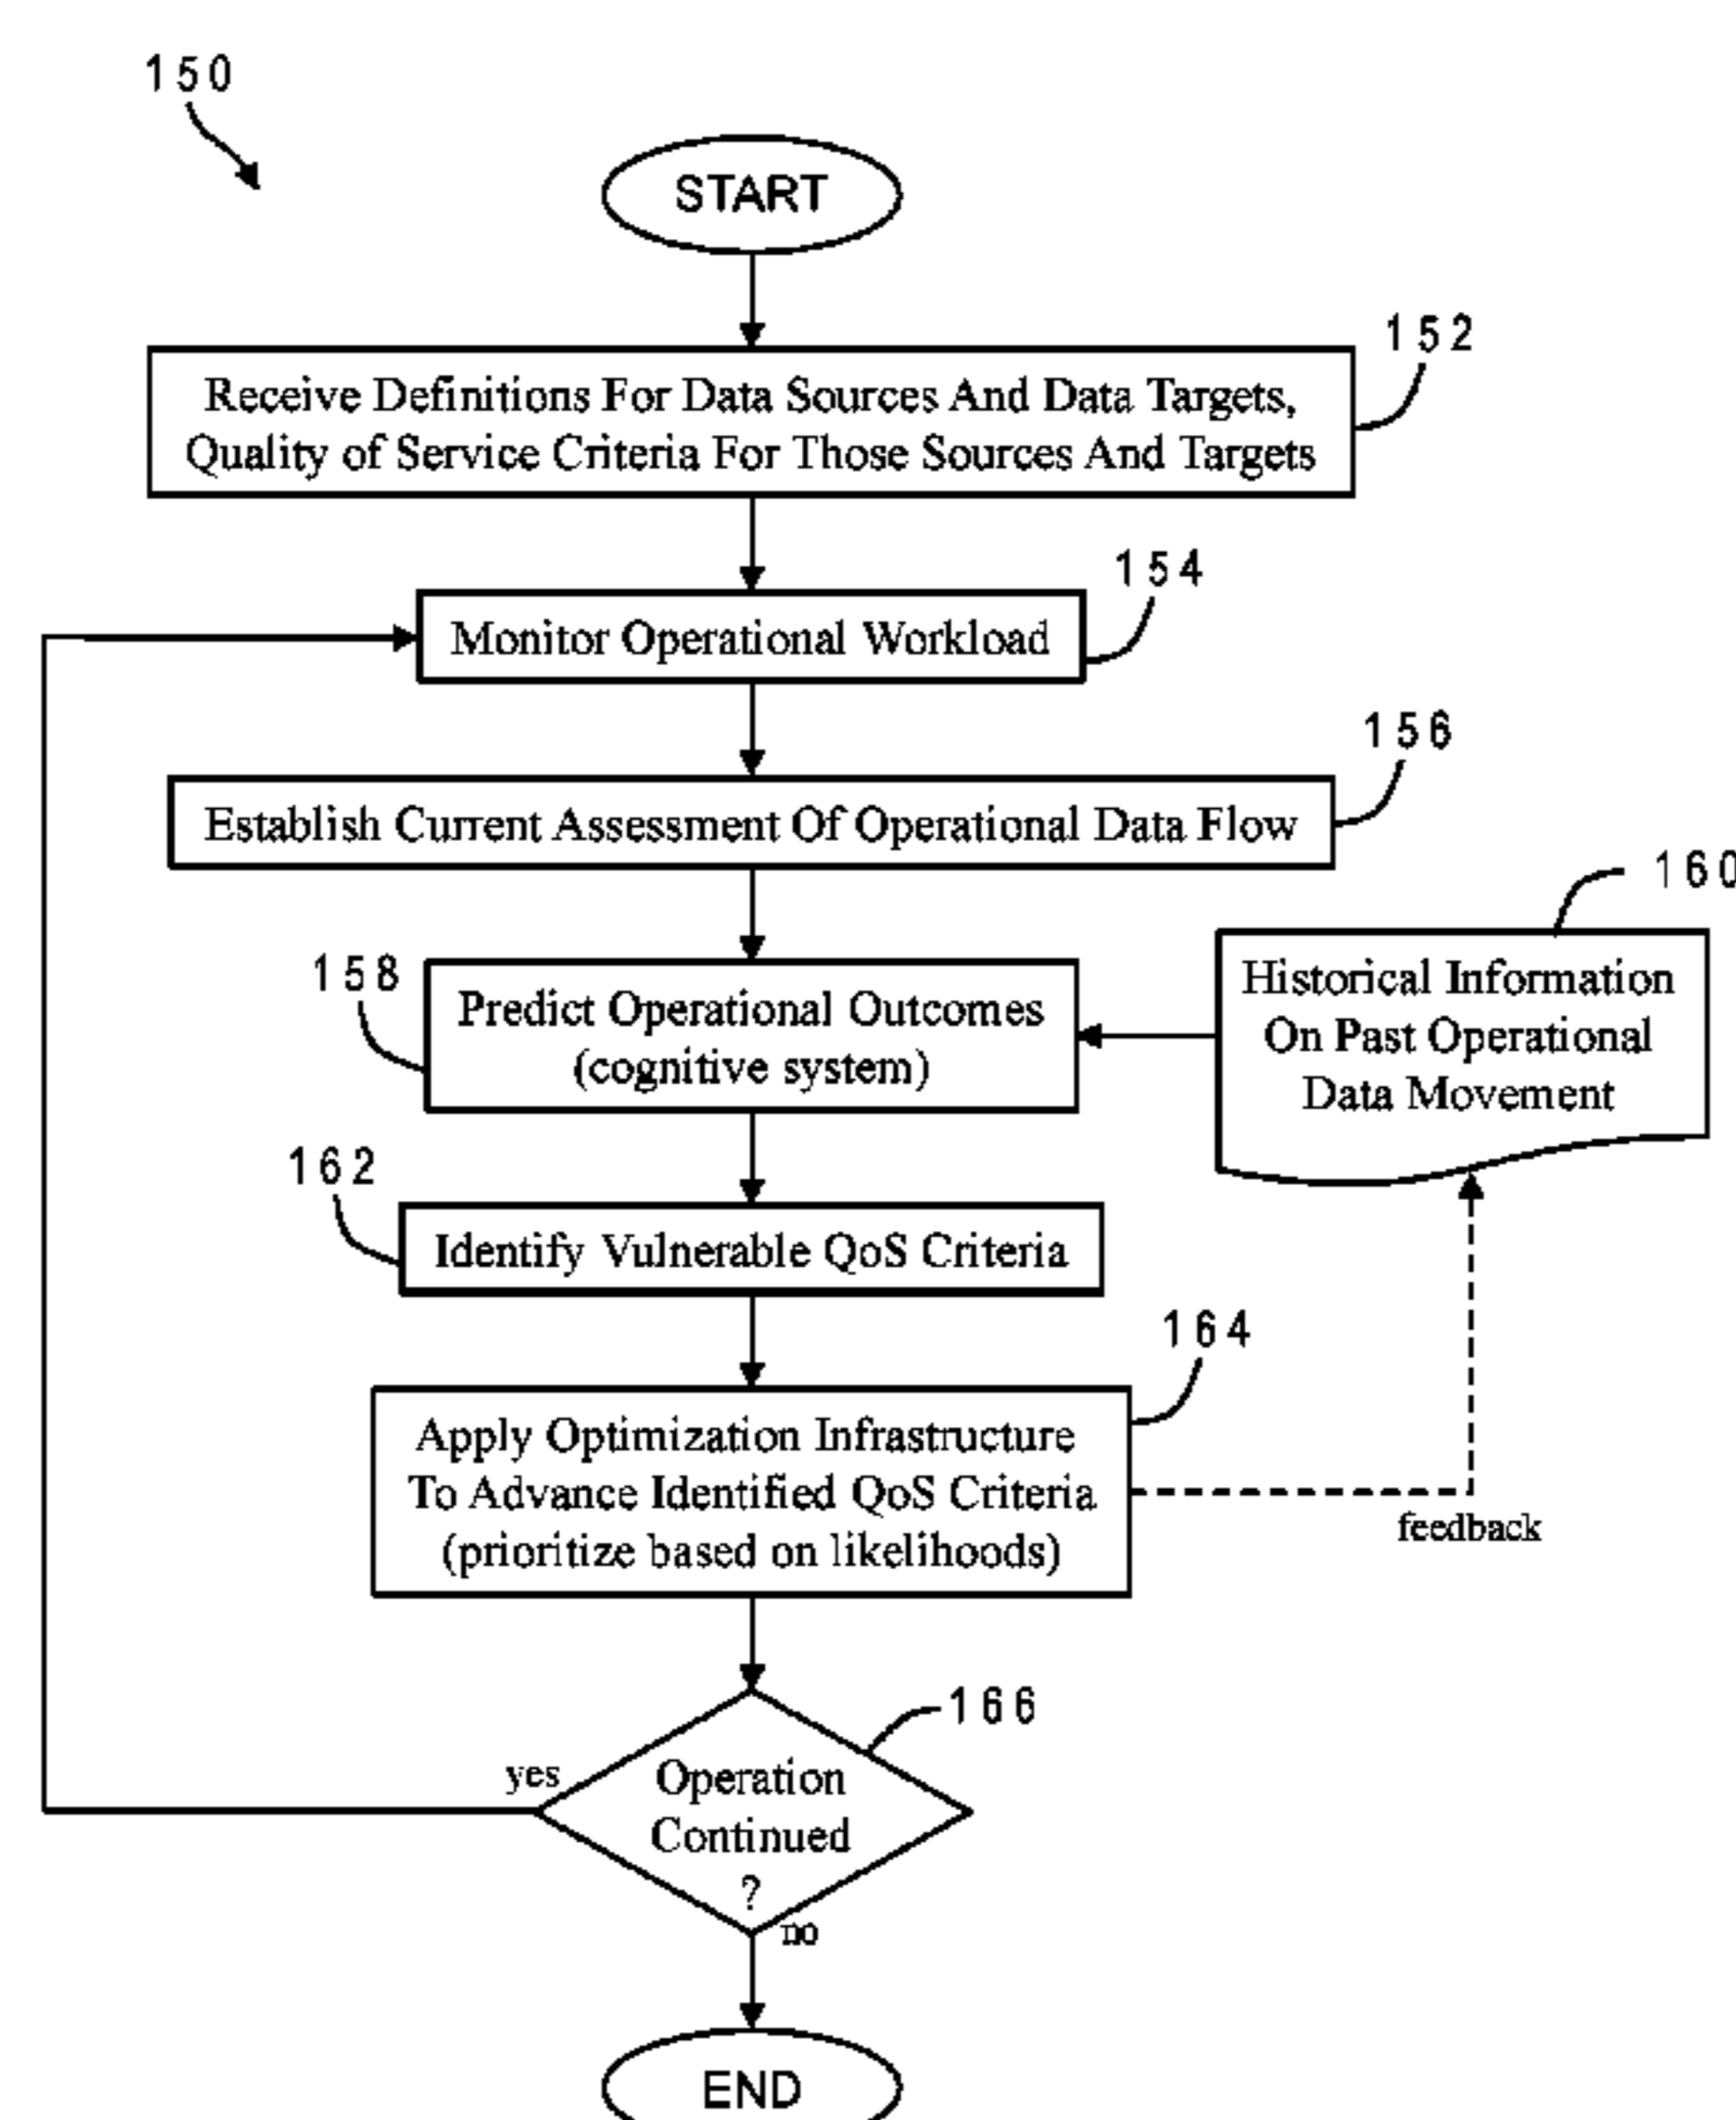 150
START
152
Receive Definitions For Data Sources And Data Targets,
Quality of Service Criteria For Those Sources And Targets
154
Monitor Operational Workload
156
Establish Current Assessment Of Operational Data Flow
160
158
Predict Operational Outcomes
(cognitive system)
Historical Information
On Past Operational
Data Movement
162
Identify Vulnerable QoS Criteria
164
Apply Optimization Infrastructure
To Advance Identified QoS Criteria
(prioritize based on likelihoods)
feedback
166
yes
Operation
Continued
?
no
END